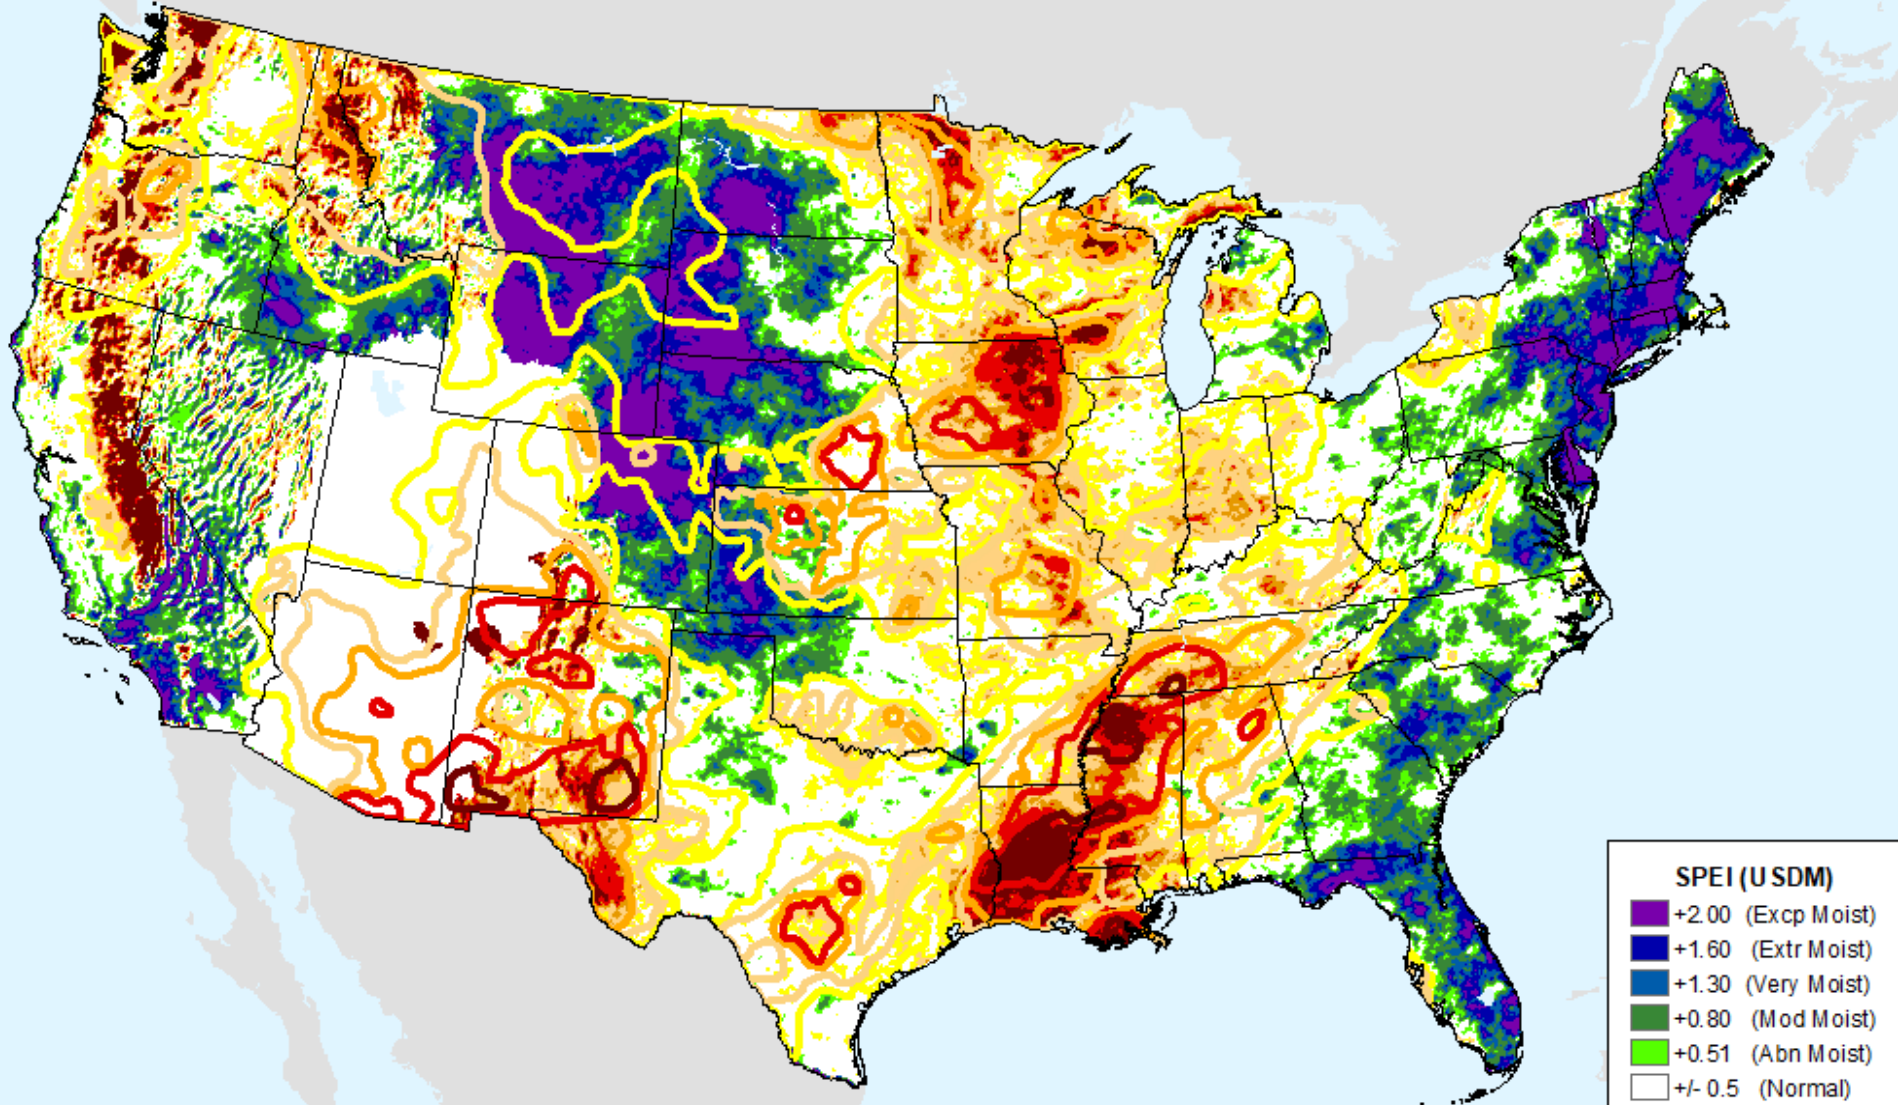 SPEI (USDM)
+2.00 (Excp Moist)
+1.60 (Extr Moist)
+1.30 (Very Moist)
+0.80 (Mod Moist)
+0.51 (Abn Moist)
+/- 0.5 (Normal)